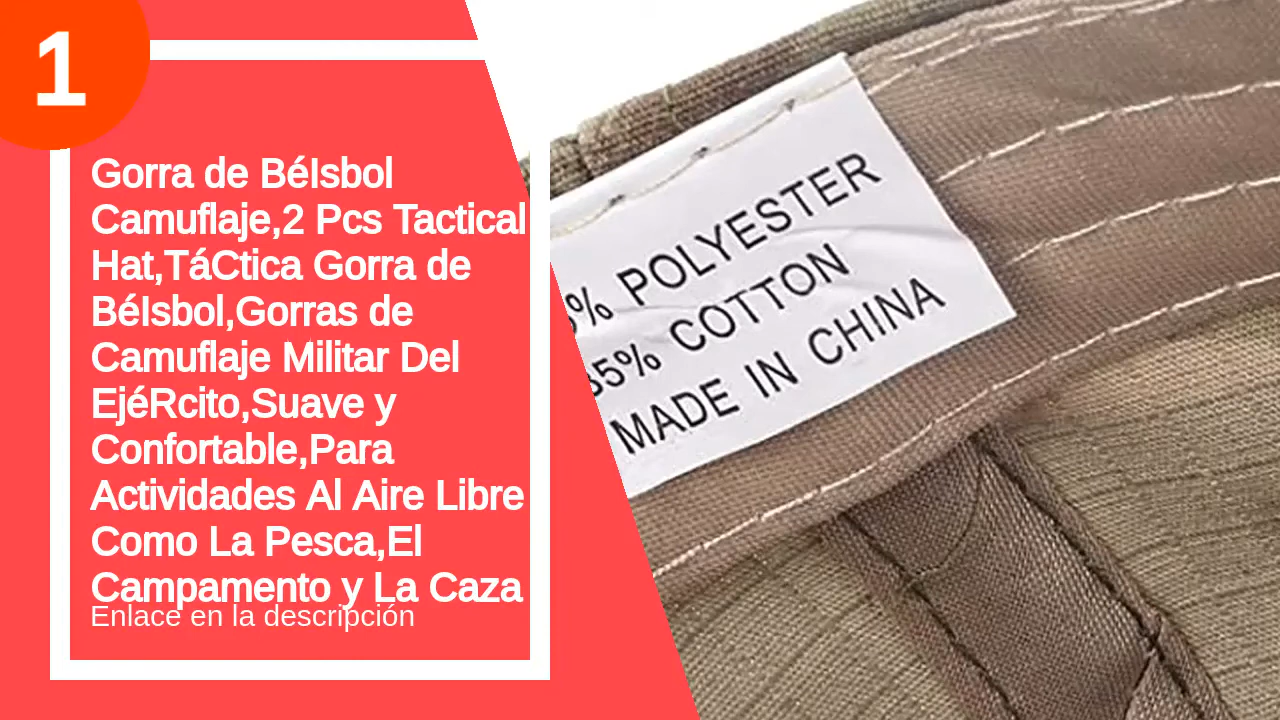 1
Gorra de BéIsbol
Camuflaje,2 Pcs Tactical
Hat,TáCtica Gorra de
BéIsbol,Gorras de
Camuflaje Militar Del
EjéRcito,Suave y
Confortable,Para
Actividades Al Aire Libre
Como La Pesca,El
Campamento y La Caza
Enlace en la descripción
% POLYESTER
5% COTTON
MADE IN CHINA